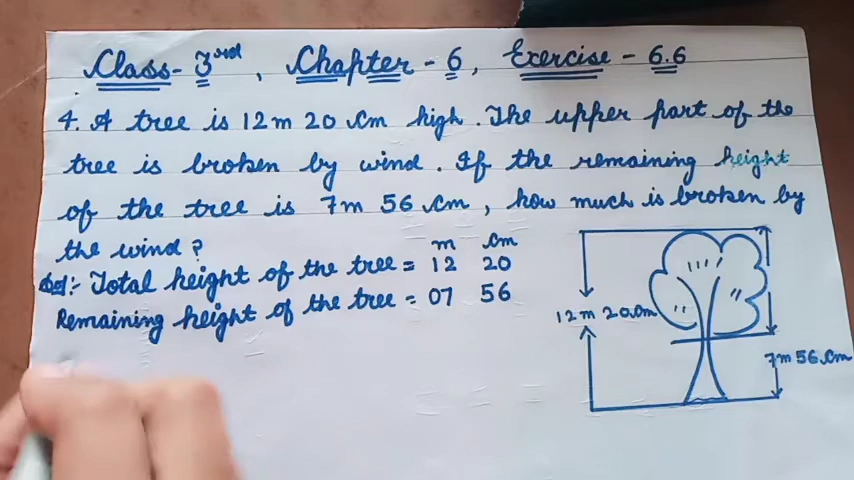 Class - 3rd, Chapter - 6, Exercise - 6.6
4. A tree is 12 m 20 cm high. The upper part of the
tree is broken by wind. If the remaining height
of the tree is 7m 56 cm, how much is broken by
the wind?
m cm
Sol:- Total height of the tree = 12 20
Remaining height of the tree = 07 56
12 m 20 cm
7m 56 cm